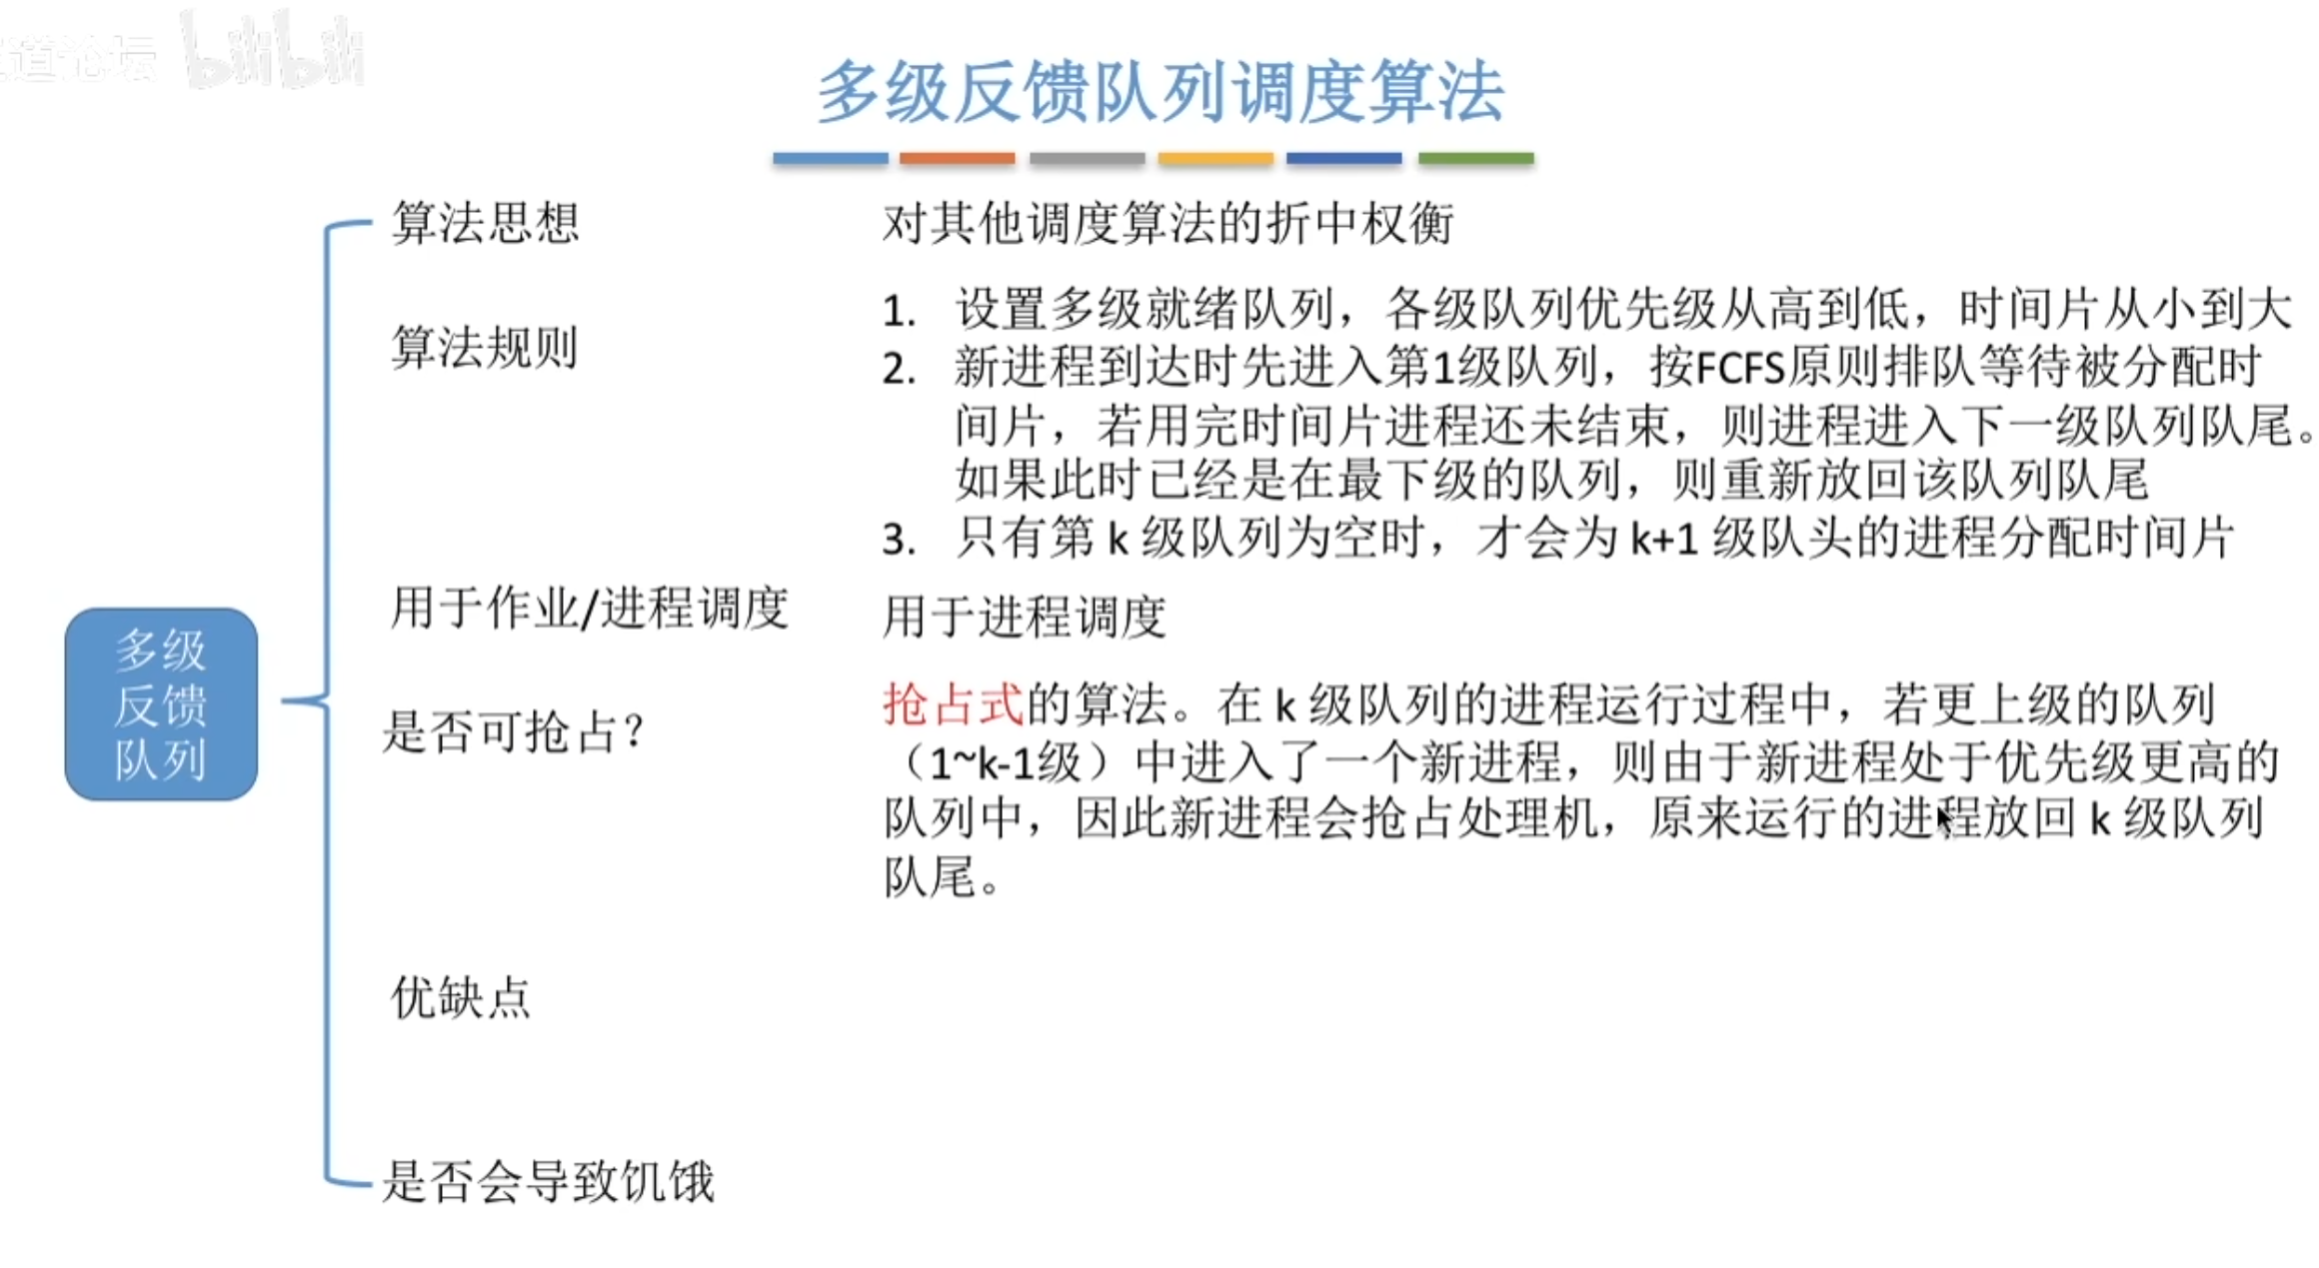 道论坛 bilibili
多级反馈队列调度算法
算法思想
对其他调度算法的折中权衡
算法规则
1. 设置多级就绪队列，各级队列优先级从高到低，时间片从小到大
2. 新进程到达时先进入第1级队列，按FCFS原则排队等待被分配时
间片，若用完时间片进程还未结束，则进程进入下一级队列队尾。
如果此时已经是在最下级的队列，则重新放回该队列队尾
3. 只有第 k 级队列为空时，才会为 k+1 级队头的进程分配时间片
用于作业/进程调度
用于进程调度
多级
反馈
队列
是否可抢占？
抢占式的算法。在 k 级队列的进程运行过程中，若更上级的队列
（1~k-1级）中进入了一个新进程，则由于新进程处于优先级更高的
队列中，因此新进程会抢占处理机，原来运行的进程放回 k 级队列
队尾。
优缺点
是否会导致饥饿